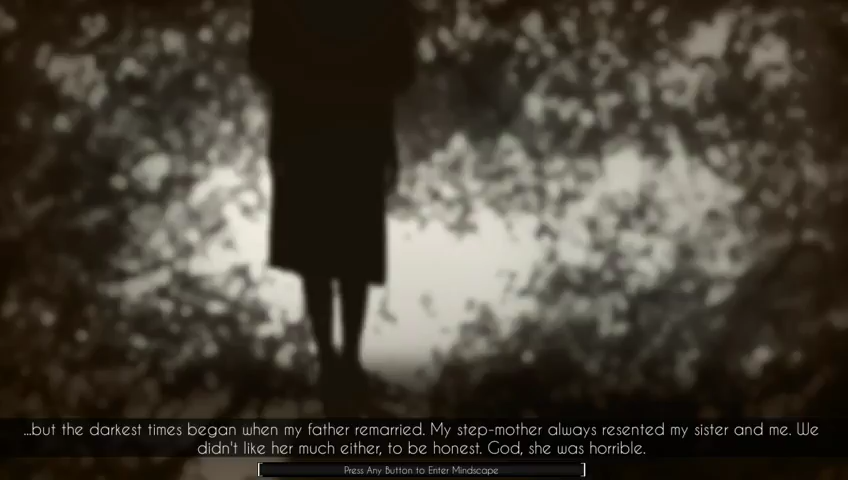 ...but the darkest times began when my father remarried. My step-mother always resented my sister and me. We
didn't like her much either, to be honest. God, she was horrible.
Press Any Button to Enter Mindscape